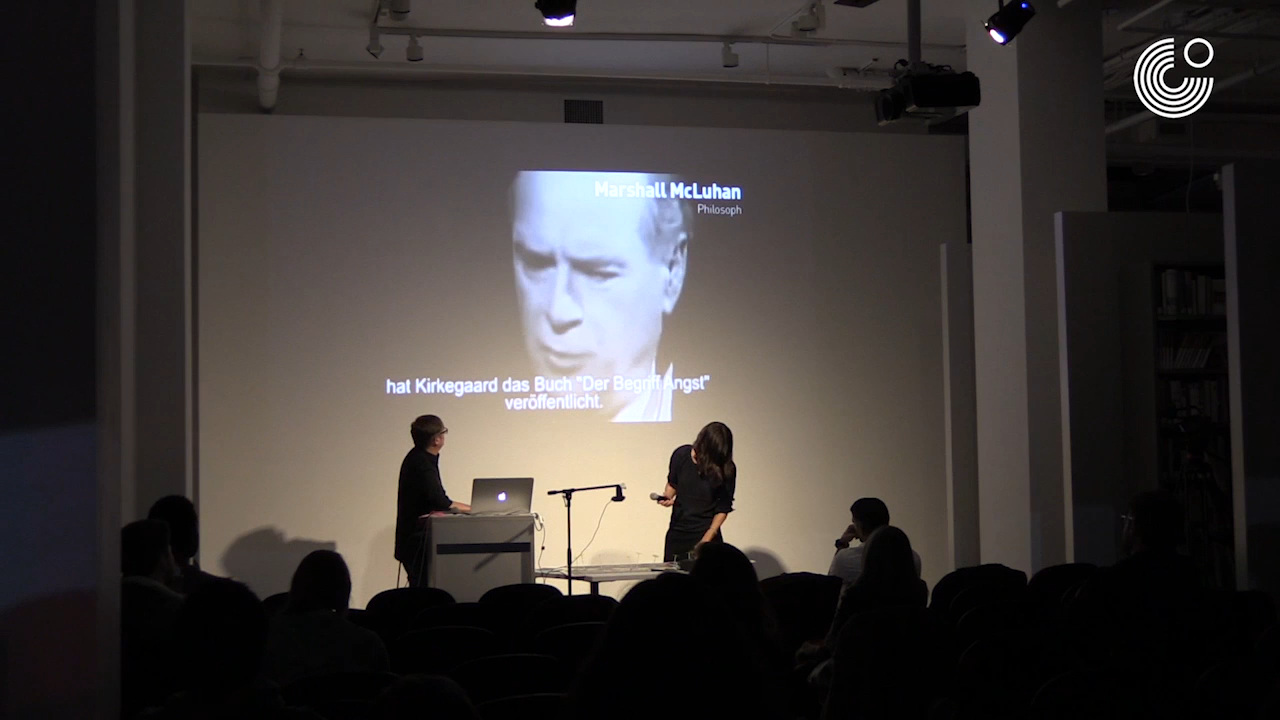 Marshall McLuhan
Philosoph
hat Kirkegaard das Buch "Der Begriff Angst"
veröffentlicht.